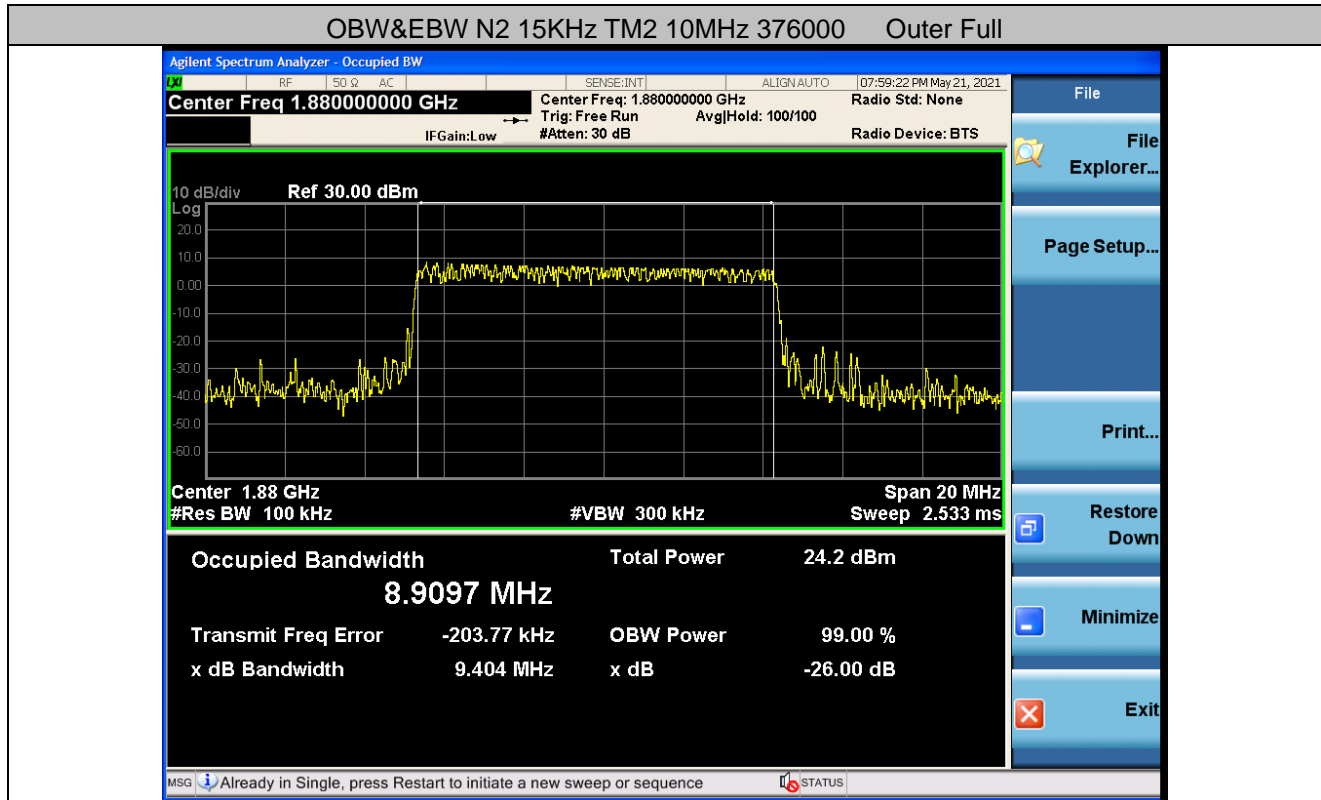 OBW&EBW N2 15KHz TM2 10MHz 376000 Outer Full
Agilent Spectrum Analyzer - Occupied BW
LXI RF 50 Ω AC SENSE:INT ALIGN AUTO 07:59:22 PM May 21, 2021
Center Freq 1.880000000 GHz Center Freq: 1.880000000 GHz Radio Std: None
Trig: Free Run Avg|Hold: 100/100
IFGain:Low #Atten: 30 dB Radio Device: BTS
10 dB/div Ref 30.00 dBm
Log
20.0
10.0
0.00
-10.0
-20.0
-30.0
-40.0
-50.0
-60.0
Center 1.88 GHz Span 20 MHz
#Res BW 100 kHz #VBW 300 kHz Sweep 2.533 ms
Occupied Bandwidth Total Power 24.2 dBm
8.9097 MHz
Transmit Freq Error -203.77 kHz OBW Power 99.00 %
x dB Bandwidth 9.404 MHz x dB -26.00 dB
MSG Already in Single, press Restart to initiate a new sweep or sequence STATUS
File
File
Explorer...
Page Setup...
Print...
Restore
Down
Minimize
Exit